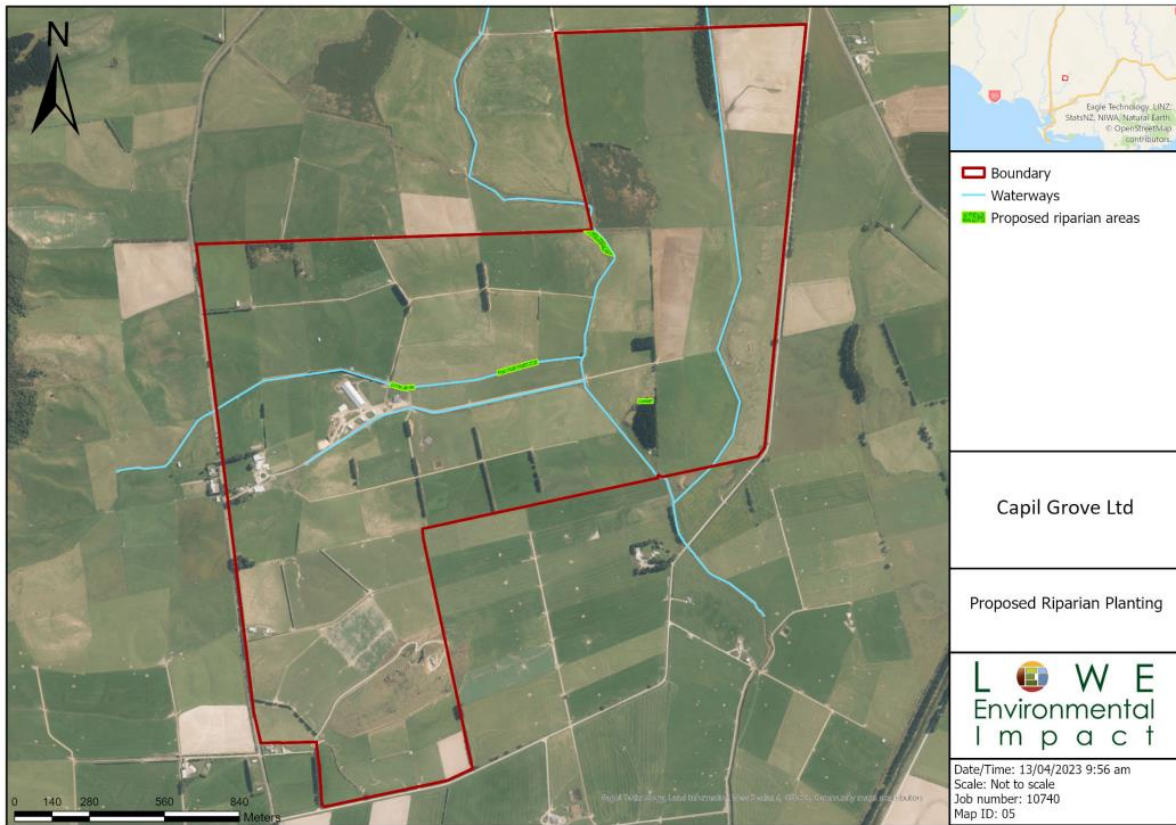 N
Eagle Technology, LINZ,
StatsNZ, NIWA, Natural Earth,
© OpenStreetMap
contributors.
Boundary
Waterways
Proposed riparian areas
Capil Grove Ltd
Proposed Riparian Planting
LOWE
Environmental
Impact
Date/Time: 13/04/2023 9:56 am
Scale: Not to scale
Job number: 10740
Map ID: 05
0 140 280 560 840
Meters